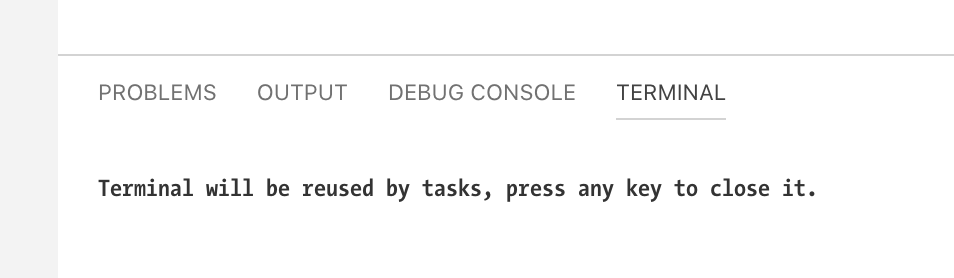 PROBLEMS OUTPUT DEBUG CONSOLE TERMINAL
Terminal will be reused by tasks, press any key to close it.